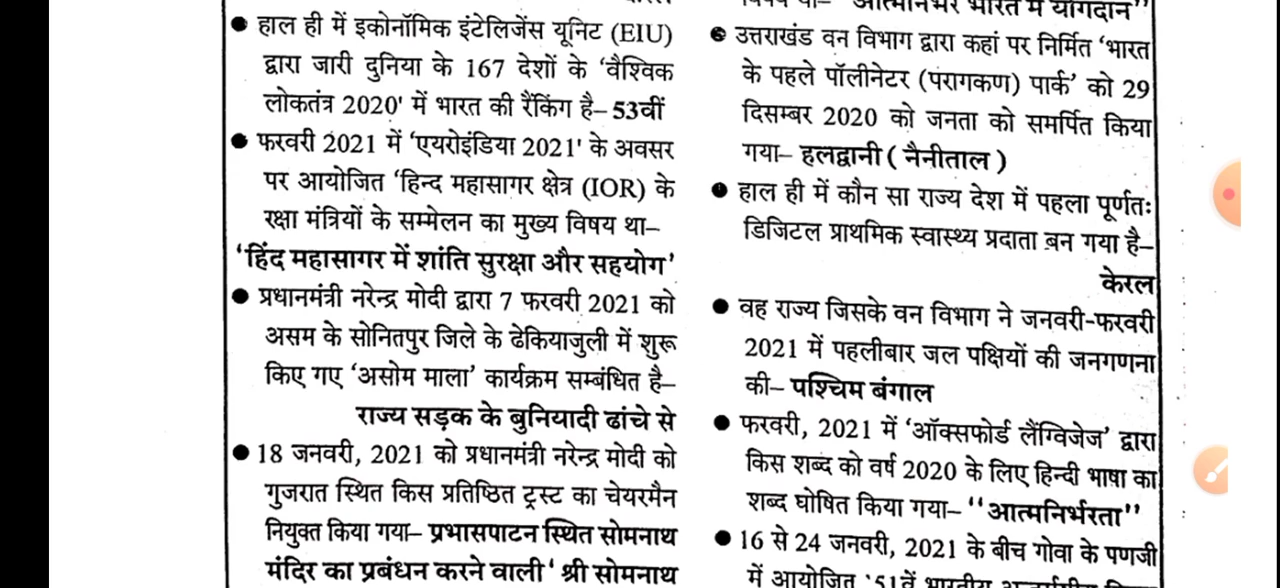 हाल ही में इकोनॉमिक इंटेलिजेंस यूनिट (EIU)
द्वारा जारी दुनिया के 167 देशों के ‘वैश्विक
लोकतंत्र 2020' में भारत की रैंकिंग है– 53वीं
फरवरी 2021 में ‘एयरोइंडिया 2021' के अवसर
पर आयोजित ‘हिन्द महासागर क्षेत्र (IOR) के
रक्षा मंत्रियों के सम्मेलन का मुख्य विषय था–
‘हिंद महासागर में शांति सुरक्षा और सहयोग’
प्रधानमंत्री नरेन्द्र मोदी द्वारा 7 फरवरी 2021 को
असम के सोनितपुर जिले के ढेकियाजुली में शुरू
किए गए ‘असोम माला’ कार्यक्रम सम्बंधित है–
राज्य सड़क के बुनियादी ढांचे से
18 जनवरी, 2021 को प्रधानमंत्री नरेन्द्र मोदी को
गुजरात स्थित किस प्रतिष्ठित ट्रस्ट का चेयरमैन
नियुक्त किया गया– प्रभासपाटन स्थित सोमनाथ
मंदिर का प्रबंधन करने वाली ‘ श्री सोमनाथ
“आत्मनिर्भर भारत में योगदान’’
उत्तराखंड वन विभाग द्वारा कहां पर निर्मित ‘भारत
के पहले पॉलीनेटर (परागकण) पार्क’ को 29
दिसम्बर 2020 को जनता को समर्पित किया
गया– हलद्वानी ( नैनीताल )
हाल ही में कौन सा राज्य देश में पहला पूर्णतः
डिजिटल प्राथमिक स्वास्थ्य प्रदाता बन गया है–
केरल
वह राज्य जिसके वन विभाग ने जनवरी-फरवरी
2021 में पहलीबार जल पक्षियों की जनगणना
की– पश्चिम बंगाल
फरवरी, 2021 में ‘ऑक्सफोर्ड लैंग्विजेज’ द्वारा
किस शब्द को वर्ष 2020 के लिए हिन्दी भाषा का
शब्द घोषित किया गया– ‘‘आत्मनिर्भरता’’
16 से 24 जनवरी, 2021 के बीच गोवा के पणजी
में आयोजित ‘51वें भारतीय